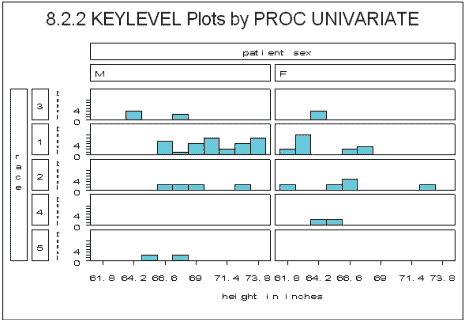 8.2.2 KEYLEVEL Plots by PROC UNIVARIATE
patient sex
M F
race
3 4 0
1 4 0
2 4 0
4 4 0
5 4 0
61.8 64.2 66.6 69 71.4 73.8 61.8 64.2 66.6 69 71.4 73.8
height in inches